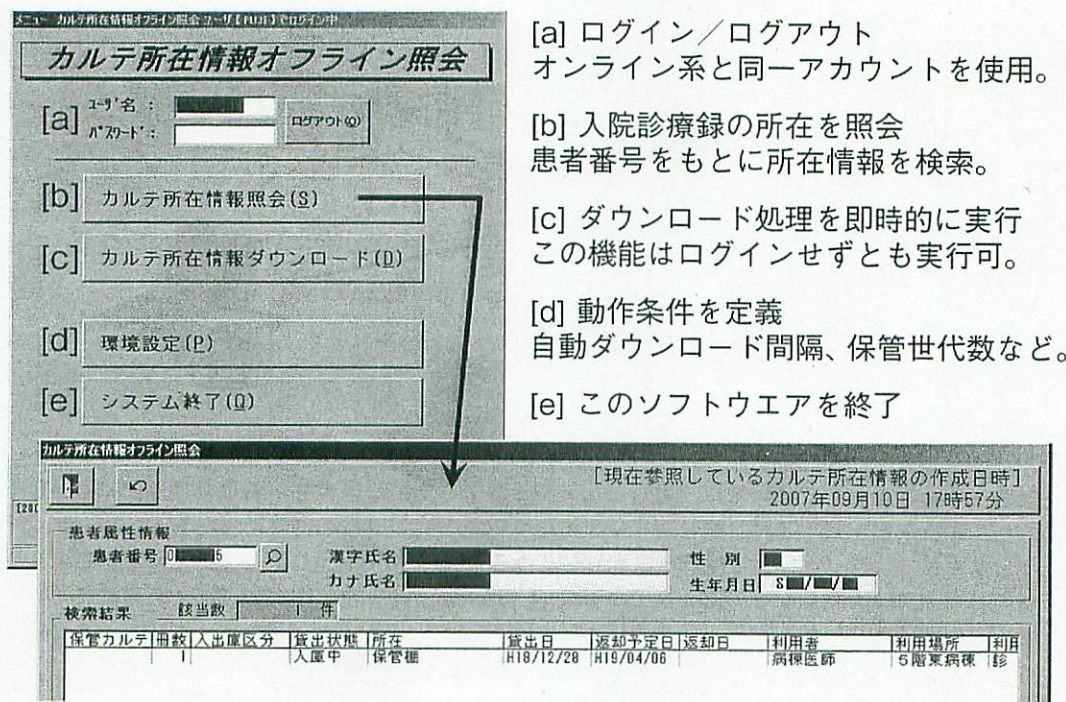 メニュー カルテ所在情報オフライン照会 ユーザ【FUJI】でログイン中
カルテ所在情報オフライン照会
[a]
ユーザ名 :
パスワード :
ログアウト(O)
[b] カルテ所在情報照会(S)
[c] カルテ所在情報ダウンロード(D)
[d] 環境設定(P)
[e] システム終了(Q)
[a] ログイン／ログアウト
オンライン系と同一アカウントを使用。
[b] 入院診療録の所在を照会
患者番号をもとに所在情報を検索。
[c] ダウンロード処理を即時的に実行
この機能はログインせずとも実行可。
[d] 動作条件を定義
自動ダウンロード間隔、保管世代数など。
[e] このソフトウエアを終了
カルテ所在情報オフライン照会
[現在参照しているカルテ所在情報の作成日時]
2007年09月10日 17時57分
患者属性情報
患者番号 0 5 漢字氏名 性 別
カナ氏名 生年月日 S / /
検索結果 該当数 1 件
保管カルテ 冊数 入出庫区分 貸出状態 所在 貸出日 返却予定日 返却日 利用者 利用場所 利用
1 入庫中 保管棚 H18/12/28 H19/04/06 病棟医師 5階東病棟 診